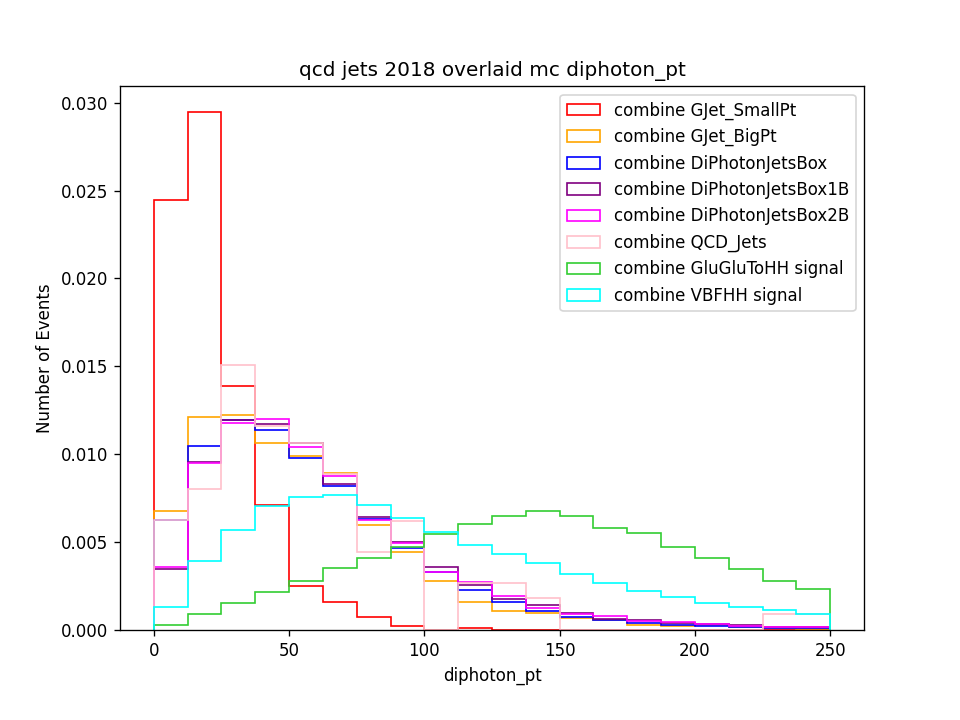 qcd jets 2018 overlaid mc diphoton_pt
0.030
0.025
0.020
0.015
0.010
0.005
0.000
Number of Events
combine GJet_SmallPt
combine GJet_BigPt
combine DiPhotonJetsBox
combine DiPhotonJetsBox1B
combine DiPhotonJetsBox2B
combine QCD_Jets
combine GluGluToHH signal
combine VBFHH signal
0 50 100 150 200 250
diphoton_pt